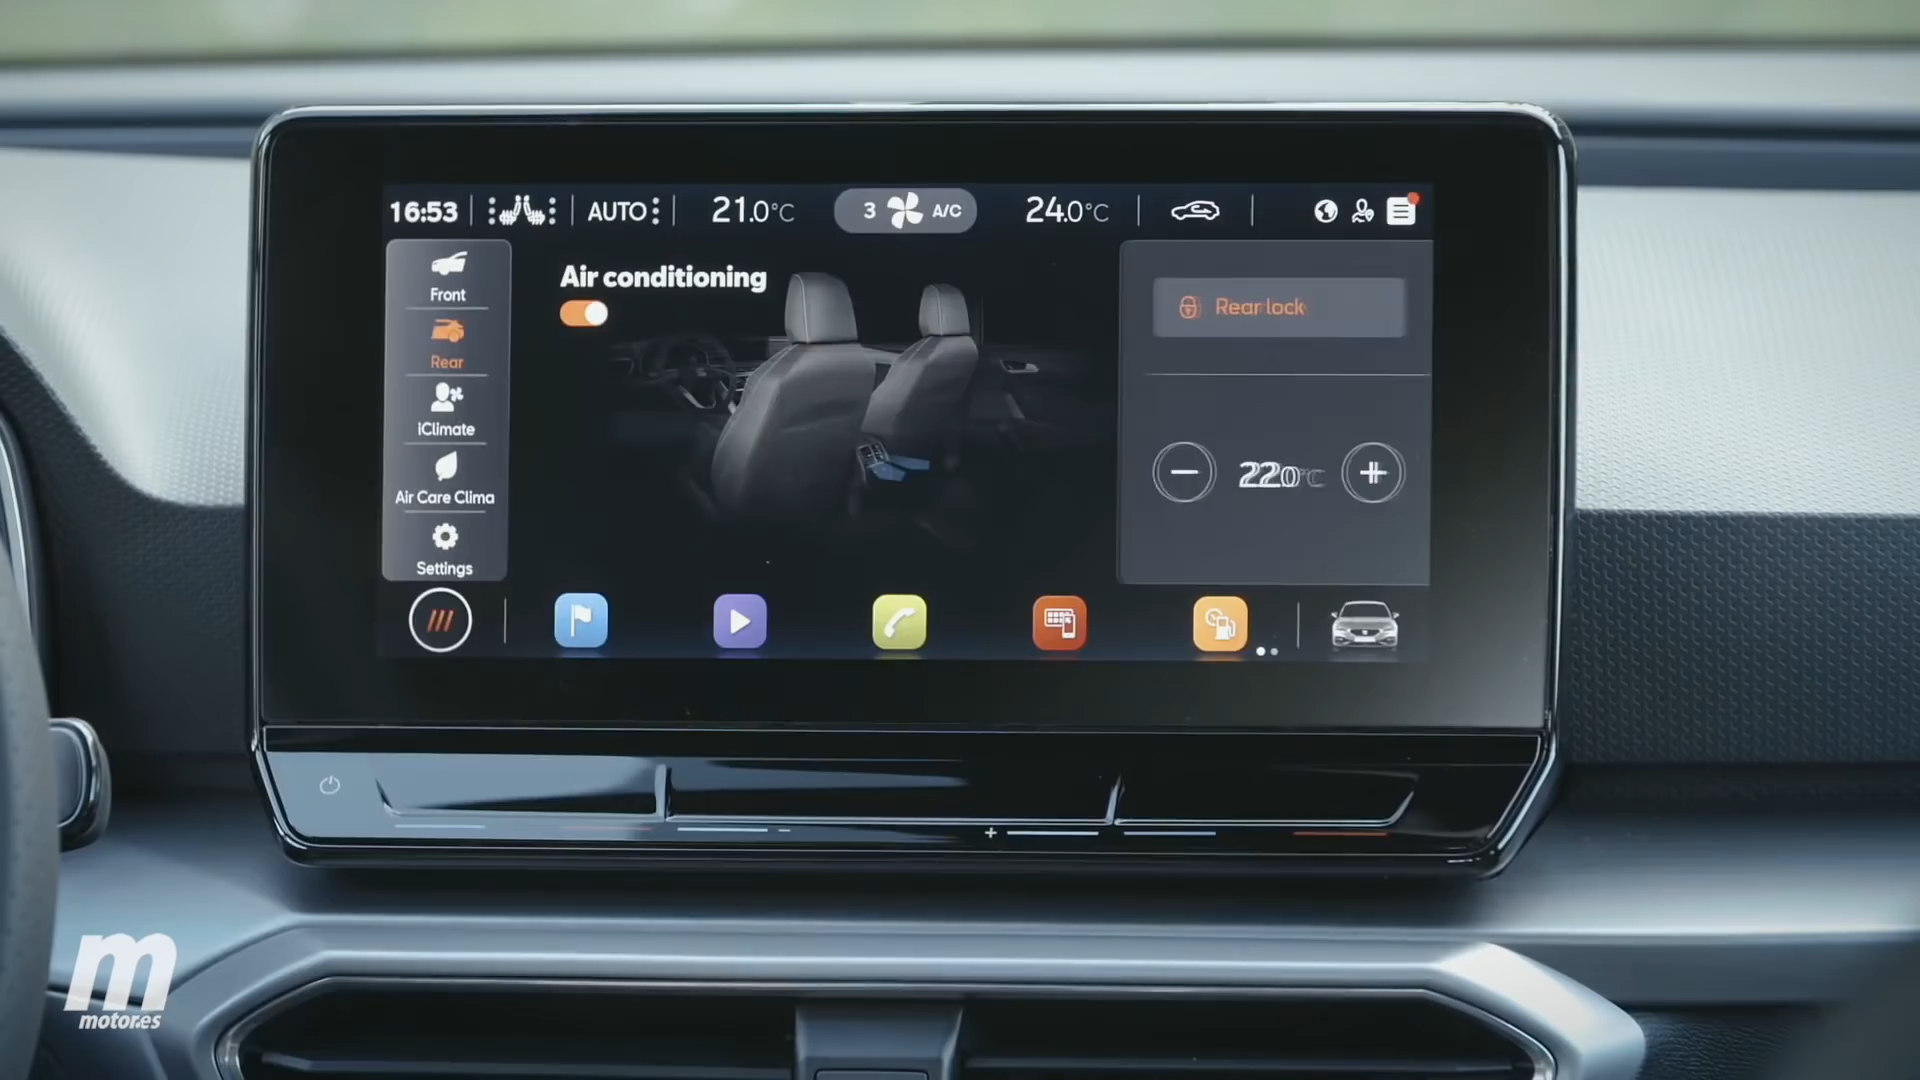 16:53
AUTO
21.0°C
3
A/C
24.0°C
Front
Rear
iClimate
Air Care Clima
Settings
Air conditioning
Rear lock
22.0°C
m
motor.es